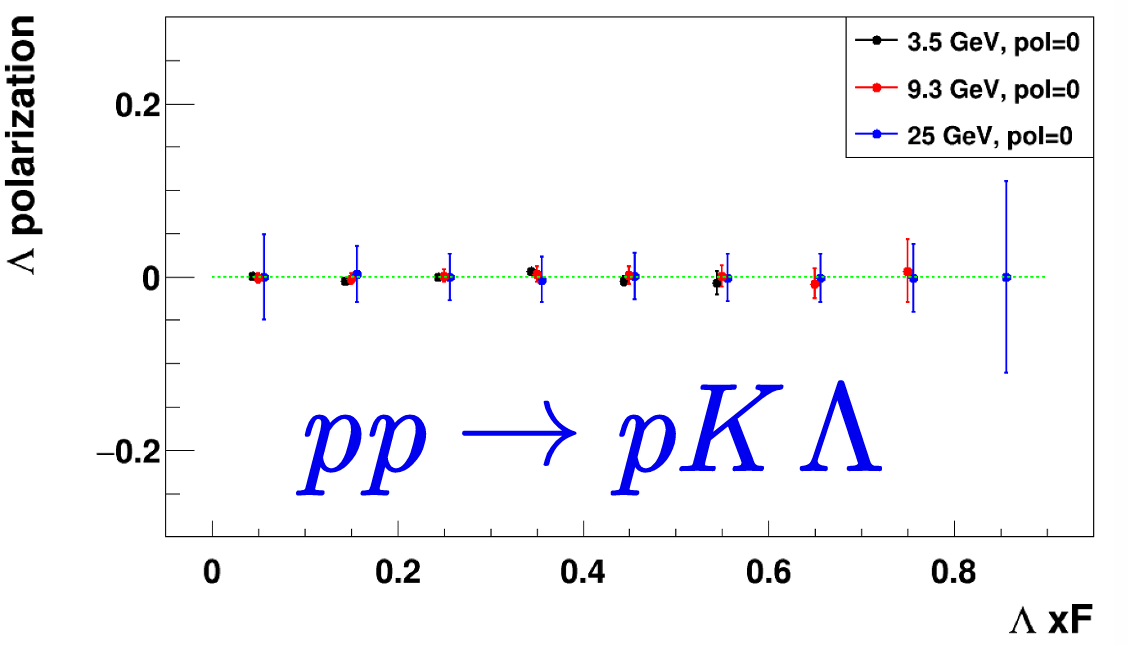 Λ polarization
3.5 GeV, pol=0
9.3 GeV, pol=0
25 GeV, pol=0
0.2
0
−0.2
pp → pK Λ
0 0.2 0.4 0.6 0.8
Λ xF